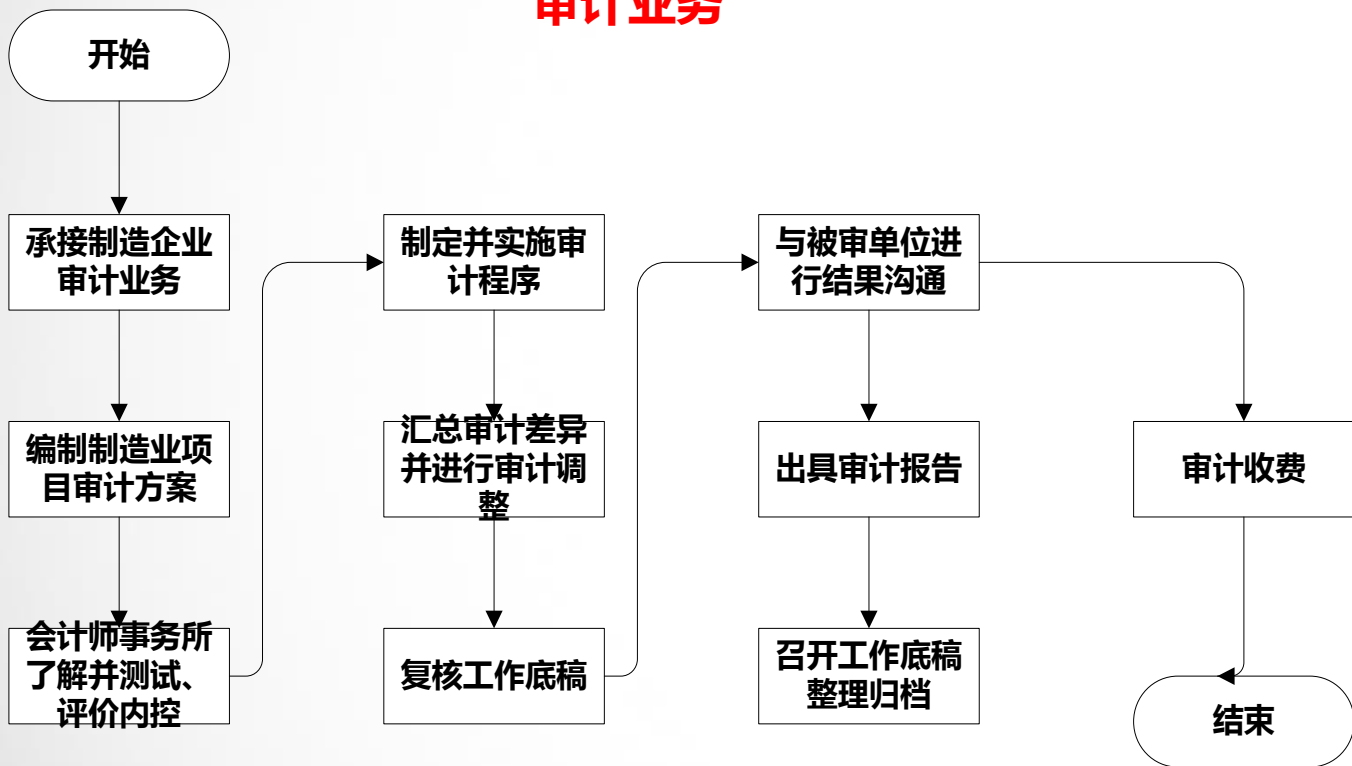 审计业务
开始
承接制造企业
审计业务
编制制造业项
目审计方案
会计师事务所
了解并测试、
评价内控
制定并实施审
计程序
汇总审计差异
并进行审计调
整
复核工作底稿
与被审单位进
行结果沟通
出具审计报告
召开工作底稿
整理归档
审计收费
结束